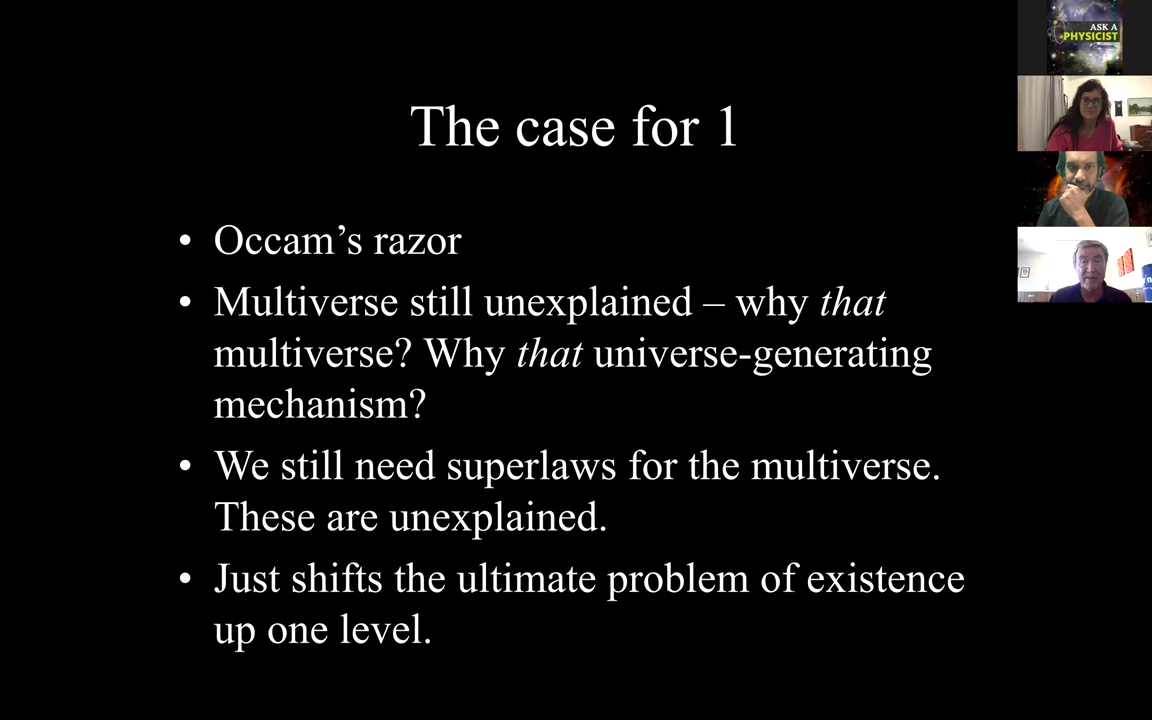 The case for 1
• Occam’s razor
• Multiverse still unexplained – why that
multiverse? Why that universe-generating
mechanism?
• We still need superlaws for the multiverse.
These are unexplained.
• Just shifts the ultimate problem of existence
up one level.
ASK A
PHYSICIST